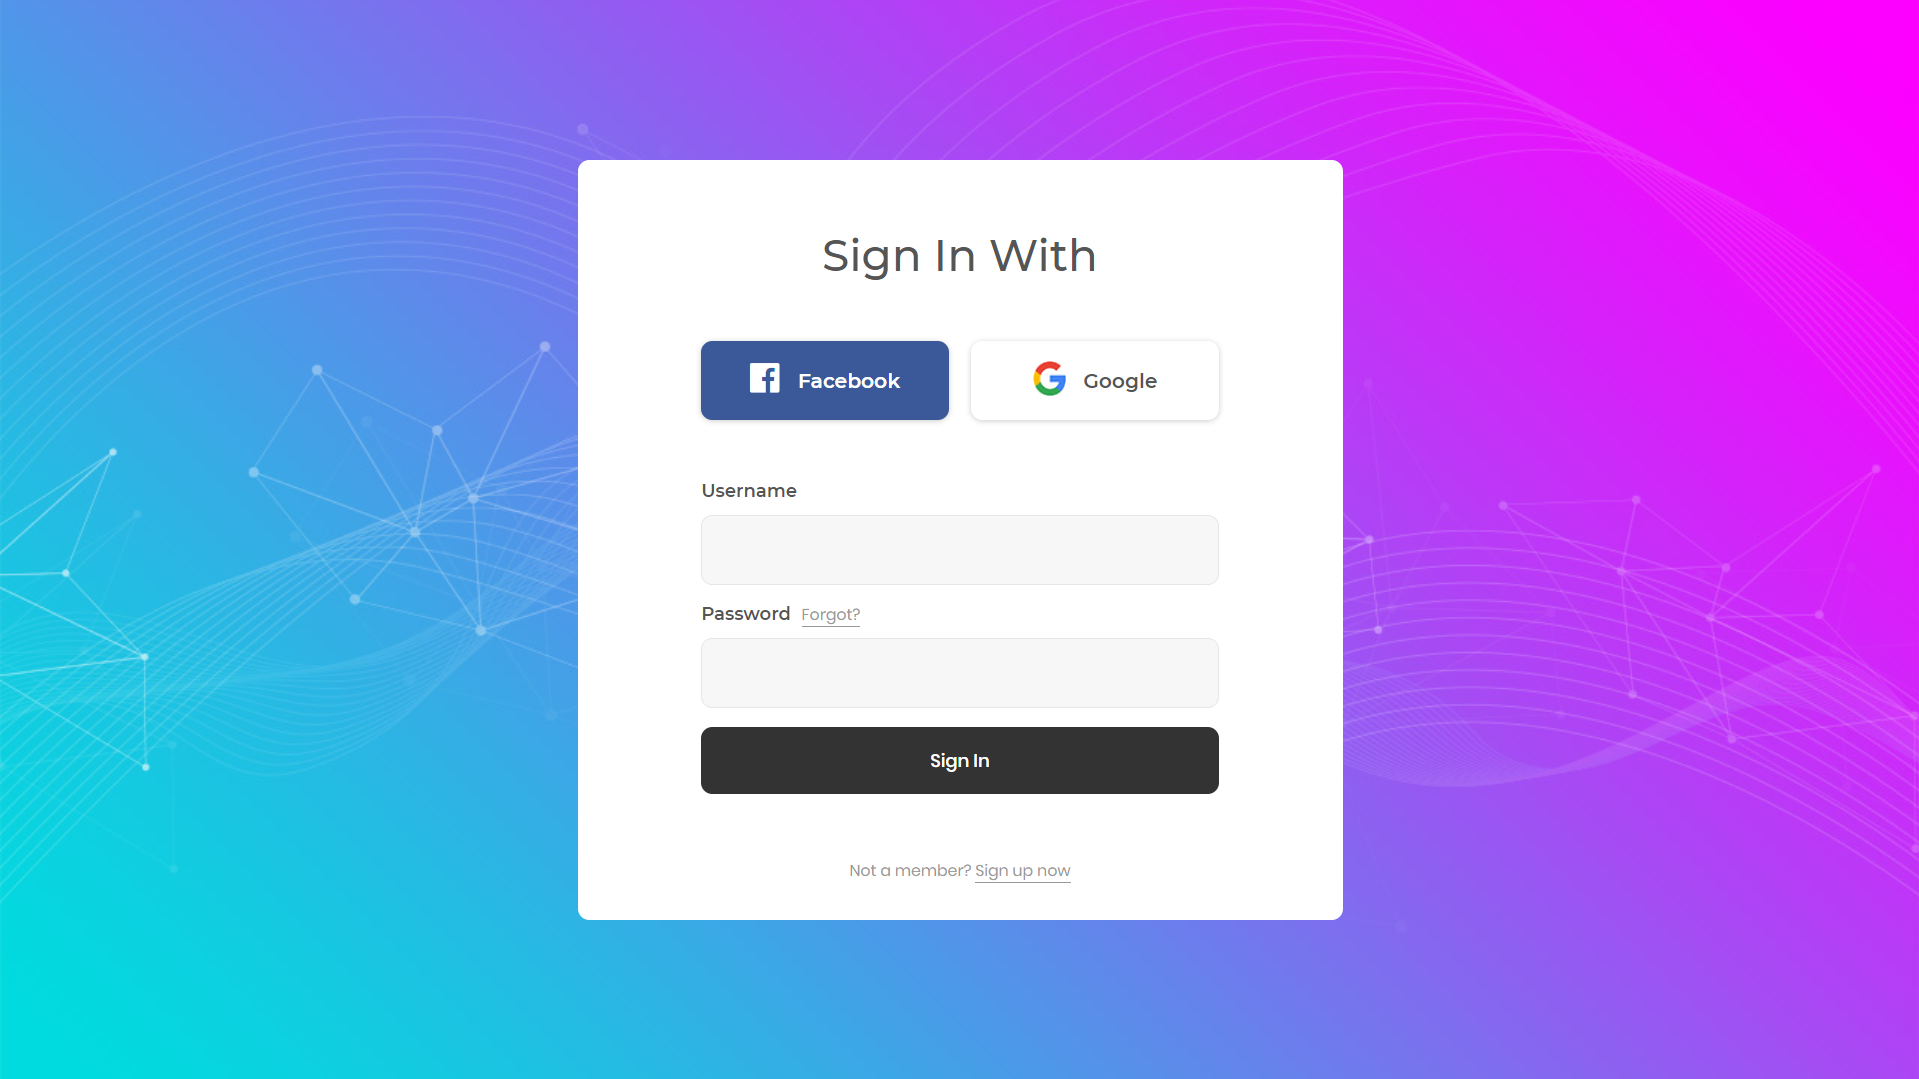 Sign In With
Facebook Google
Username
Password Forgot?
Sign In
Not a member? Sign up now